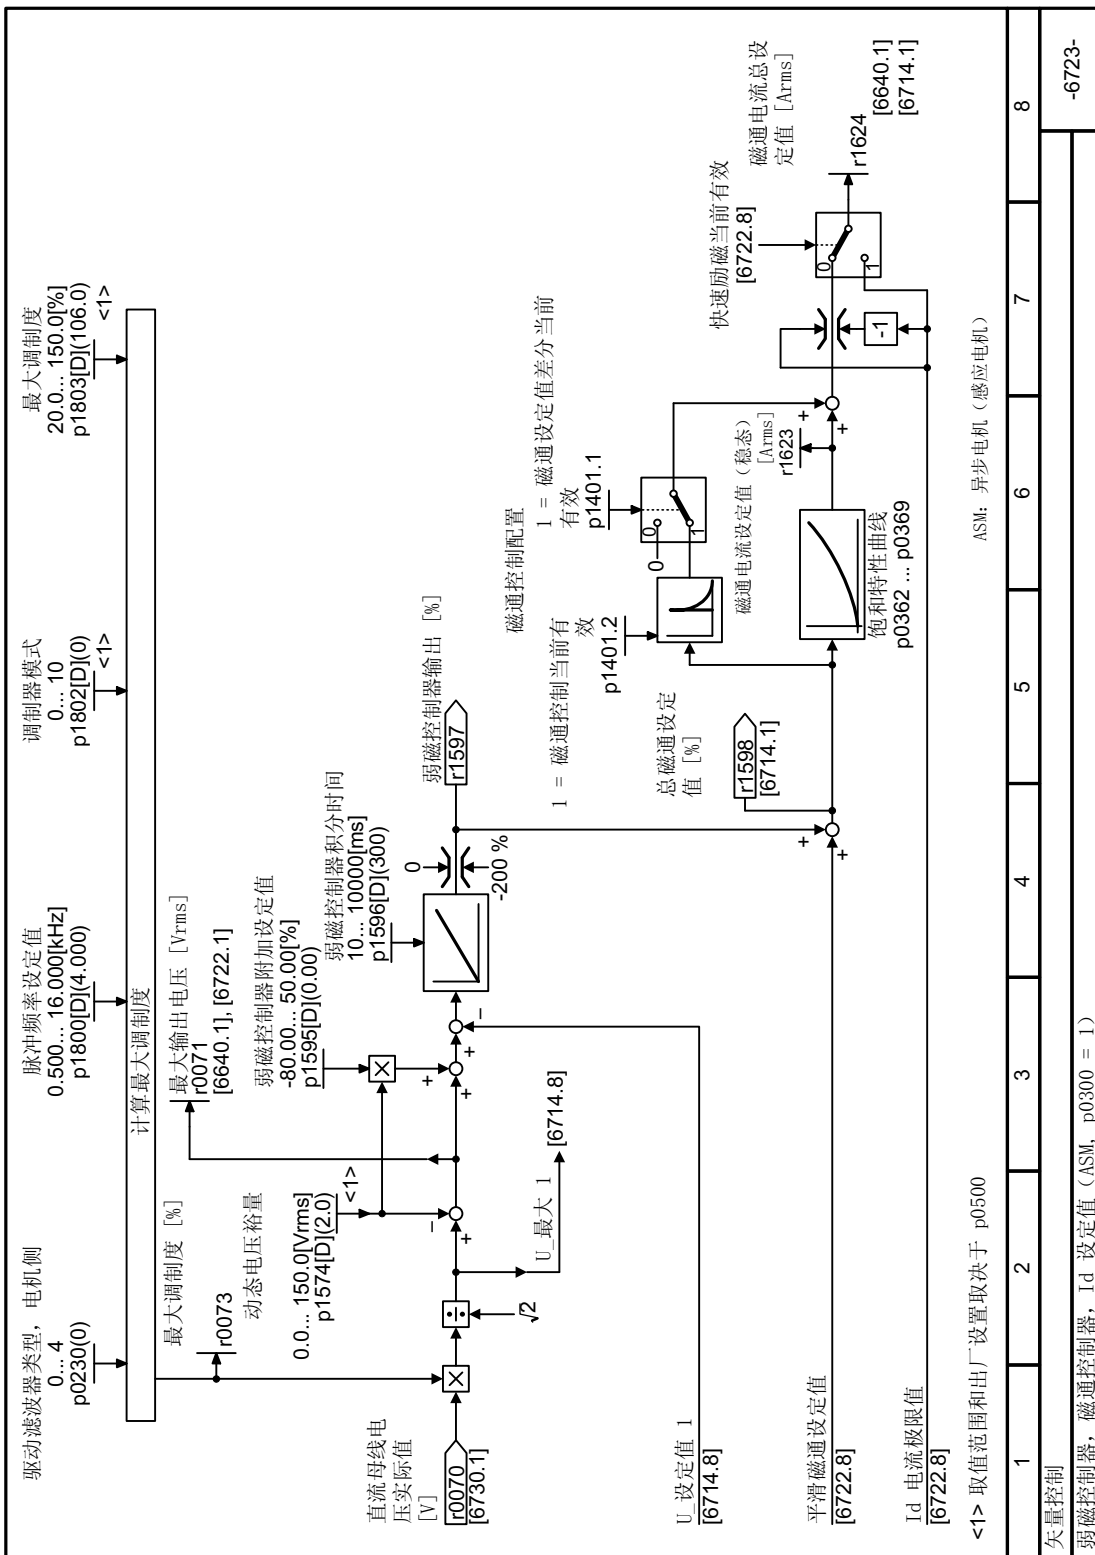 驱动滤波器类型，电机侧
0... 4
p0230(0)
脉冲频率设定值
0.500... 16.000[kHz]
p1800[D](4.000)
调制器模式
0... 10
p1802[D](0)
<1>
最大调制度
20.0... 150.0[%]
p1803[D](106.0)
<1>
计算最大调制度
最大调制度 [%]
r0073
最大输出电压 [Vrms]
r0071
[6640.1], [6722.1]
动态电压裕量
0.0... 150.0[Vrms]
p1574[D](2.0)
<1>
弱磁控制器附加设定值
-80.00... 50.00[%]
p1595[D](0.00)
弱磁控制器积分时间
10... 10000[ms]
p1596[D](300)
0
-200 %
弱磁控制器输出 [%]
r1597
直流母线电
压实际值
[V]
r0070
[6730.1]
×
÷
√2
×
+
−
+
+
+
−
U_最大 1
[6714.8]
磁通控制配置
1 = 磁通控制当前有
效
p1401.2
1 = 磁通设定值差分当前
有效
p1401.1
0
0
1
总磁通设定
值 [%]
r1598
[6714.1]
磁通电流设定值（稳态）
[Arms]
r1623
饱和特性曲线
p0362 ... p0369
快速励磁当前有效
[6722.8]
磁通电流总设
定值 [Arms]
r1624
[6640.1]
[6714.1]
0
1
-1
+
+
+
+
U_设定值 1
[6714.8]
平滑磁通设定值
[6722.8]
Id 电流极限值
[6722.8]
<1> 取值范围和出厂设置取决于 p0500
ASM: 异步电机（感应电机）
1
2
3
4
5
6
7
8
矢量控制
弱磁控制器，磁通控制器，Id 设定值（ASM, p0300 = 1）
-6723-